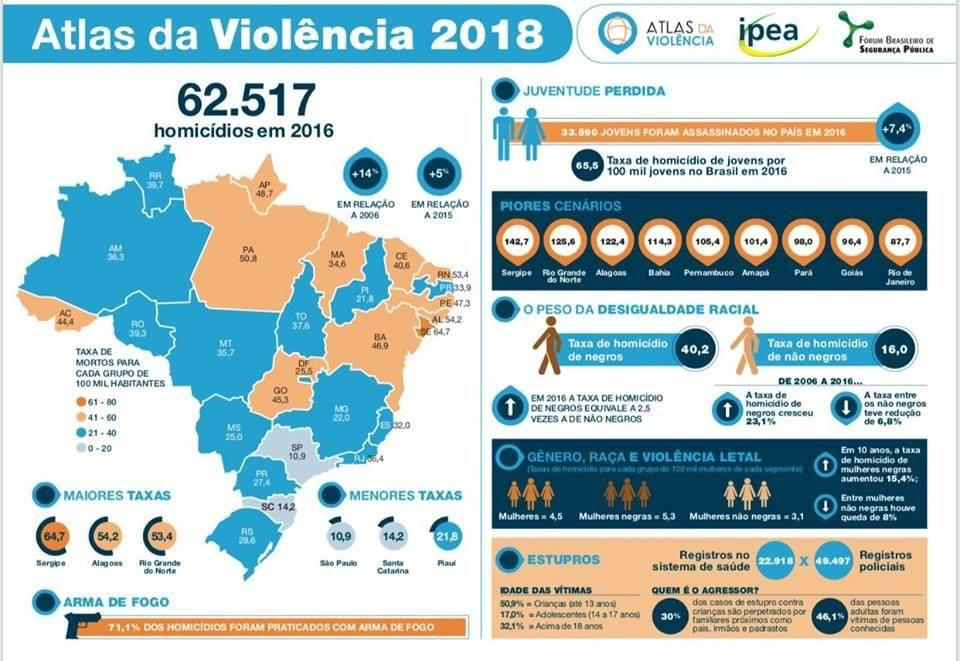 Atlas da Violência 2018
ATLAS DA
VIOLÊNCIA
ipea
FÓRUM BRASILEIRO DE
SEGURANÇA PÚBLICA
62.517
homicídios em 2016
+14%
EM RELAÇÃO
A 2006
+5%
EM RELAÇÃO
A 2015
RR
39,7
AP
48,7
AM
36,3
PA
50,8
MA
34,6
CE
40,6
RN 53,4
PB 33,9
PE 47,3
AL 54,2
SE 64,7
PI
21,8
AC
44,4
RO
39,3
TO
37,6
MT
35,7
BA
46,9
DF
25,5
GO
45,3
MG
22,0
ES 32,0
MS
25,0
SP
10,9
RJ 36,4
PR
27,4
SC 14,2
RS
28,6
TAXA DE
MORTOS PARA
CADA GRUPO DE
100 MIL HABITANTES
61 - 80
41 - 60
21 - 40
0 - 20
MAIORES TAXAS
64,7
Sergipe
54,2
Alagoas
53,4
Rio Grande
do Norte
MENORES TAXAS
10,9
São Paulo
14,2
Santa
Catarina
21,8
Piauí
ARMA DE FOGO
71,1% DOS HOMICÍDIOS FORAM PRATICADOS COM ARMA DE FOGO
JUVENTUDE PERDIDA
33.590 JOVENS FORAM ASSASSINADOS NO PAÍS EM 2016
+7,4%
EM RELAÇÃO
A 2015
65,5
Taxa de homicídio de jovens por
100 mil jovens no Brasil em 2016
PIORES CENÁRIOS
142,7
Sergipe
125,6
Rio Grande
do Norte
122,4
Alagoas
114,3
Bahia
105,4
Pernambuco
101,4
Amapá
98,0
Pará
96,4
Goiás
87,7
Rio de
Janeiro
O PESO DA DESIGUALDADE RACIAL
Taxa de homicídio
de negros
40,2
Taxa de homicídio
de não negros
16,0
EM 2016 A TAXA DE HOMICÍDIO
DE NEGROS EQUIVALE A 2,5
VEZES A DE NÃO NEGROS
DE 2006 A 2016...
A taxa de
homicídio de
negros cresceu
23,1%
A taxa entre
os não negros
teve redução
de 6,8%
GÊNERO, RAÇA E VIOLÊNCIA LETAL
(Taxas de homicídio para cada grupo de 100 mil mulheres de cada segmento)
Mulheres = 4,5
Mulheres negras = 5,3
Mulheres não negras = 3,1
Em 10 anos, a taxa
de homicídio de
mulheres negras
aumentou 15,4%;
Entre mulheres
não negras houve
queda de 8%
ESTUPROS
Registros no
sistema de saúde
22.918 X 49.497
Registros
policiais
IDADE DAS VÍTIMAS
50,9% = Crianças (até 13 anos)
17,0% = Adolescentes (14 a 17 anos)
32,1% = Acima de 18 anos
QUEM É O AGRESSOR?
30%
dos casos de estupro contra
crianças são perpetrados por
familiares próximos como
pais, irmãos e padrastos
46,1%
das pessoas
adultas foram
vítimas de pessoas
conhecidas